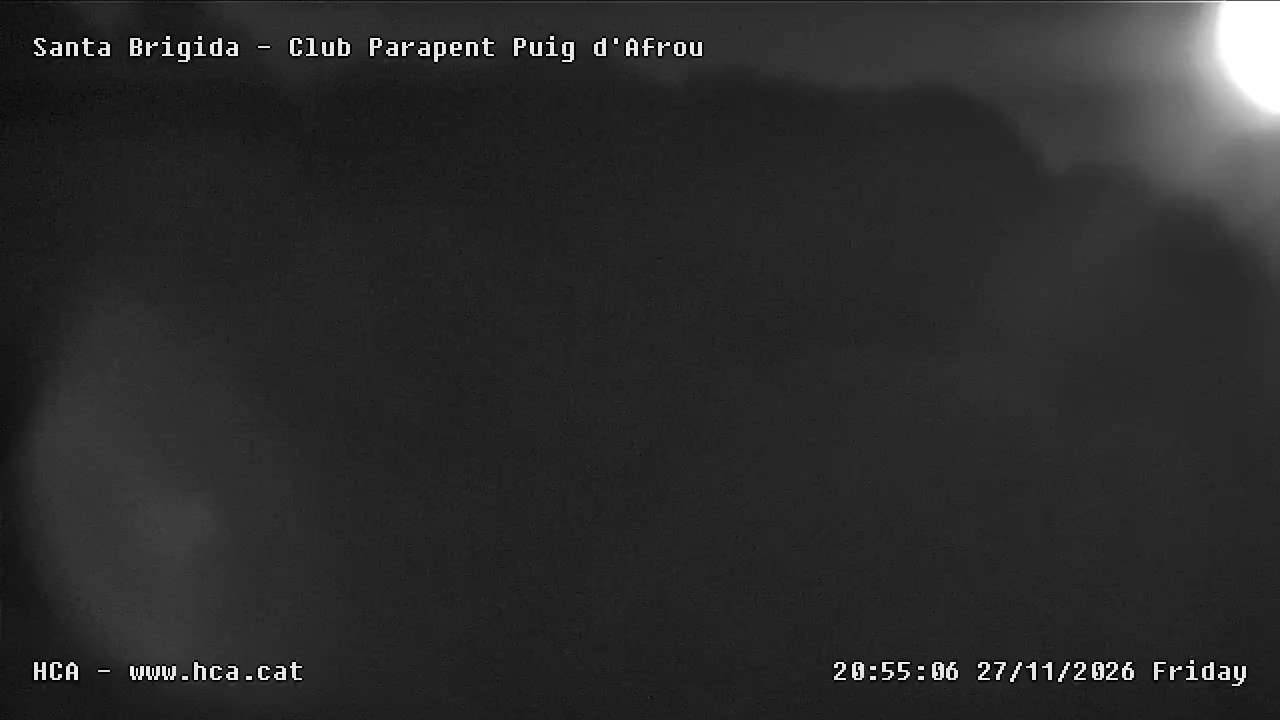 Santa Brigida - Club Parapent Puig d'Afrou
HCA - www.hca.cat
20:55:06 27/11/2026 Friday